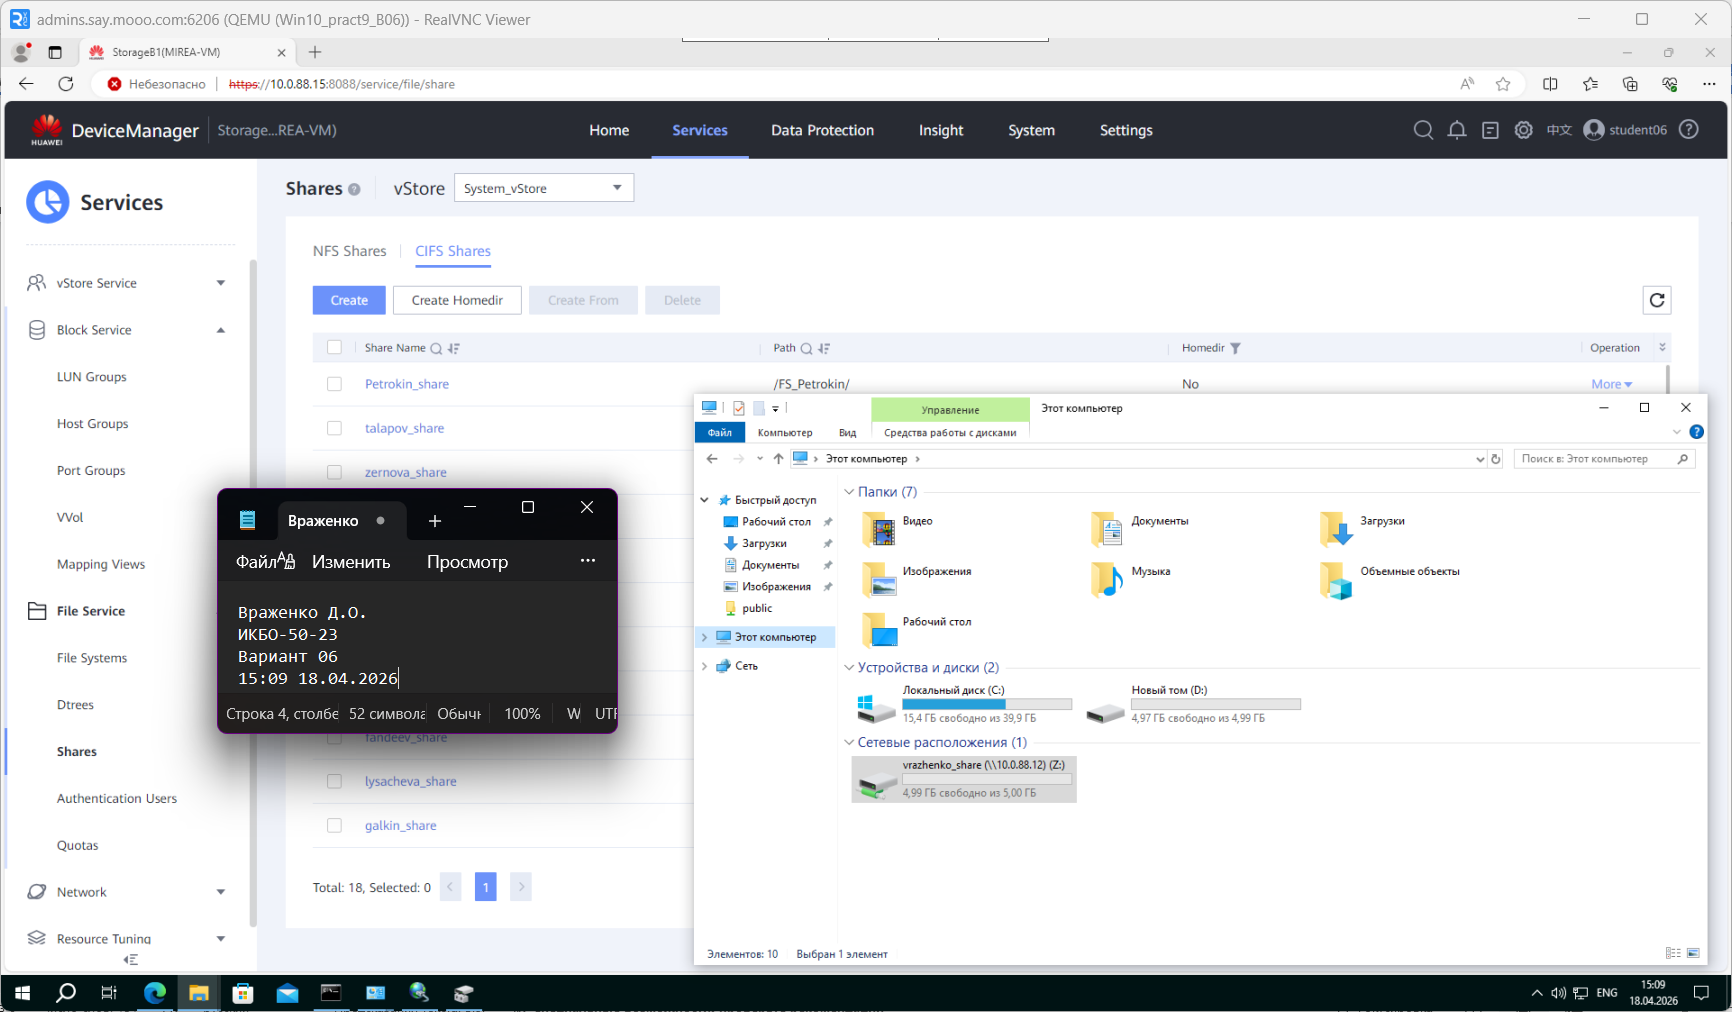 admins.say.mooo.com:6206 (QEMU (Win10_pract9_B06)) - RealVNC Viewer
StorageB1(MIREA-VM)
Небезопасно
https://10.0.88.15:8088/service/file/share
HUAWEI
DeviceManager
Storage...REA-VM)
Home
Services
Data Protection
Insight
System
Settings
中文
student06
Services
vStore Service
Block Service
LUN Groups
Host Groups
Port Groups
VVol
Mapping Views
File Service
File Systems
Dtrees
Shares
Authentication Users
Quotas
Network
Resource Tuning
Shares
vStore
System_vStore
NFS Shares
CIFS Shares
Create
Create Homedir
Create From
Delete
Share Name
Path
Homedir
Operation
Petrokin_share
/FS_Petrokin/
No
More
talapov_share
zernova_share
fandeev_share
lysacheva_share
galkin_share
Total: 18, Selected: 0
1
Враженко
Файл
Изменить
Просмотр
Враженко Д.О.
ИКБО-50-23
Вариант 06
15:09 18.04.2026
Строка 4, столбе
52 символа
Обычн
100%
W
UTF
Управление
Этот компьютер
Файл
Компьютер
Вид
Средства работы с дисками
Этот компьютер
Поиск в: Этот компьютер
Быстрый доступ
Рабочий стол
Загрузки
Документы
Изображения
public
Этот компьютер
Сеть
Папки (7)
Видео
Документы
Загрузки
Изображения
Музыка
Объемные объекты
Рабочий стол
Устройства и диски (2)
Локальный диск (C:)
15,4 ГБ свободно из 39,9 ГБ
Новый том (D:)
4,97 ГБ свободно из 4,99 ГБ
Сетевые расположения (1)
vrazhenko_share (\\10.0.88.12) (Z:)
4,99 ГБ свободно из 5,00 ГБ
Элементов: 10
Выбран 1 элемент
ENG
15:09
18.04.2026